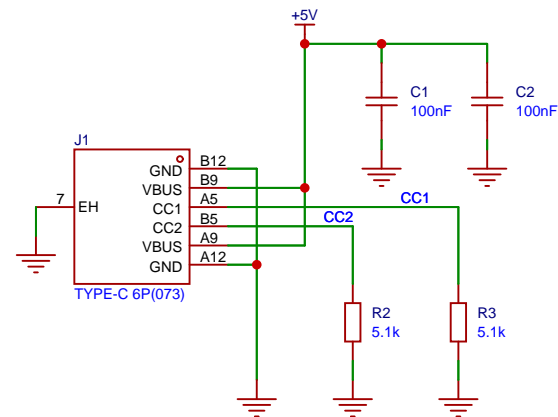 +5V
C1
100nF
C2
100nF
J1
7
EH
GND
B12
VBUS
B9
CC1
A5
CC2
B5
VBUS
A9
GND
A12
TYPE-C 6P(073)
CC1
CC2
R2
5.1k
R3
5.1k